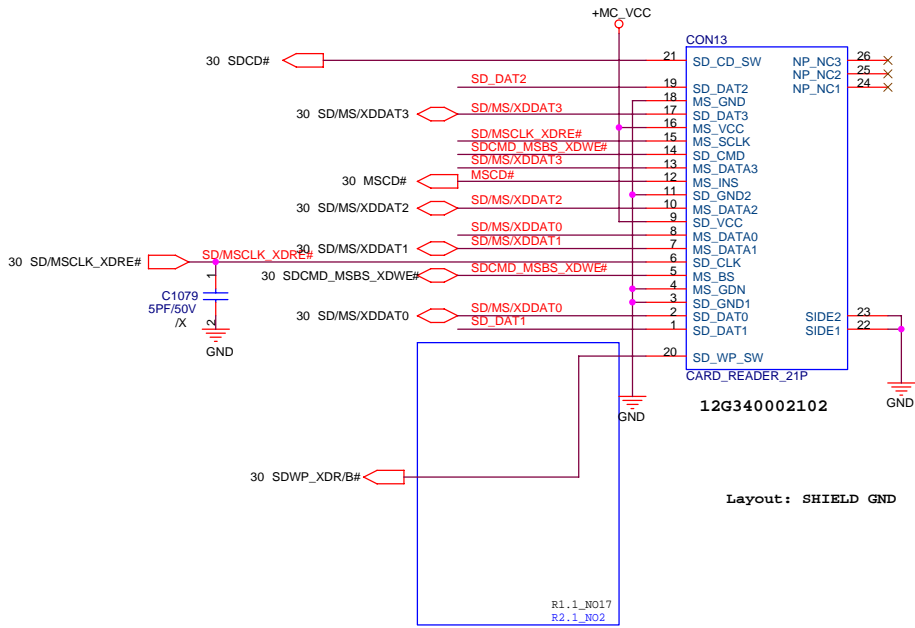 +MC_VCC
CON13
30 SDCD#
21
SD_CD_SW
NP_NC3
26
NP_NC2
25
SD_DAT2
19
SD_DAT2
NP_NC1
24
18
MS_GND
30 SD/MS/XDDAT3
SD/MS/XDDAT3
17
SD_DAT3
16
MS_VCC
SD/MSCLK_XDRE#
15
MS_SCLK
SDCMD_MSBS_XDWE#
14
SD_CMD
SD/MS/XDDAT3
13
MS_DATA3
30 MSCD#
MSCD#
12
MS_INS
11
SD_GND2
30 SD/MS/XDDAT2
SD/MS/XDDAT2
10
MS_DATA2
9
SD_VCC
SD/MS/XDDAT0
8
MS_DATA0
30 SD/MS/XDDAT1
SD/MS/XDDAT1
7
MS_DATA1
30 SD/MSCLK_XDRE#
SD/MSCLK_XDRE#
6
SD_CLK
30 SDCMD_MSBS_XDWE#
SDCMD_MSBS_XDWE#
5
MS_BS
4
MS_GDN
3
SD_GND1
30 SD/MS/XDDAT0
SD/MS/XDDAT0
2
SD_DAT0
SIDE2
23
SD_DAT1
1
SD_DAT1
SIDE1
22
1
C1079
5PF/50V
/X
2
GND
20
SD_WP_SW
CARD_READER_21P
12G340002102
GND
GND
30 SDWP_XDR/B#
Layout: SHIELD GND
R1.1_NO17
R2.1_NO2